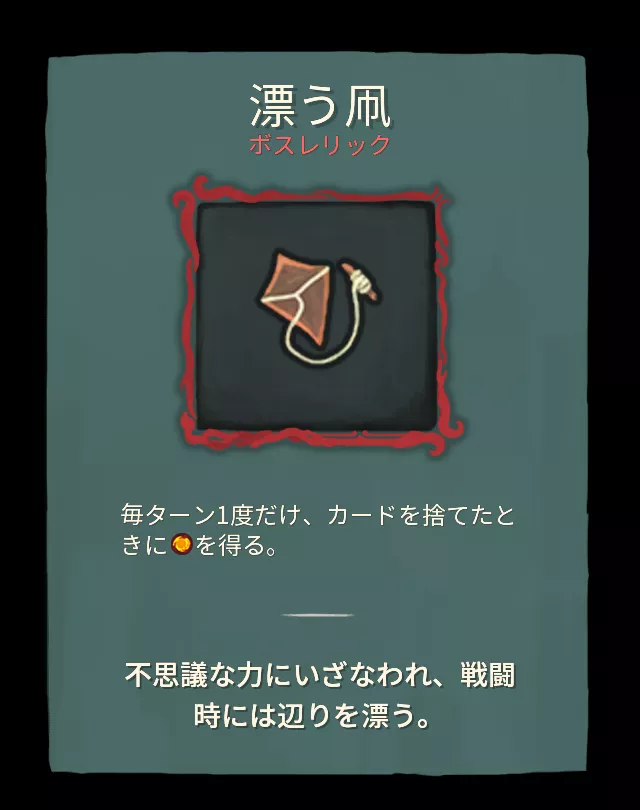 漂う凧
ボスレリック
毎ターン1度だけ、カードを捨てたと
きにを得る。
不思議な力にいざなわれ、戦闘
時には辺りを漂う。